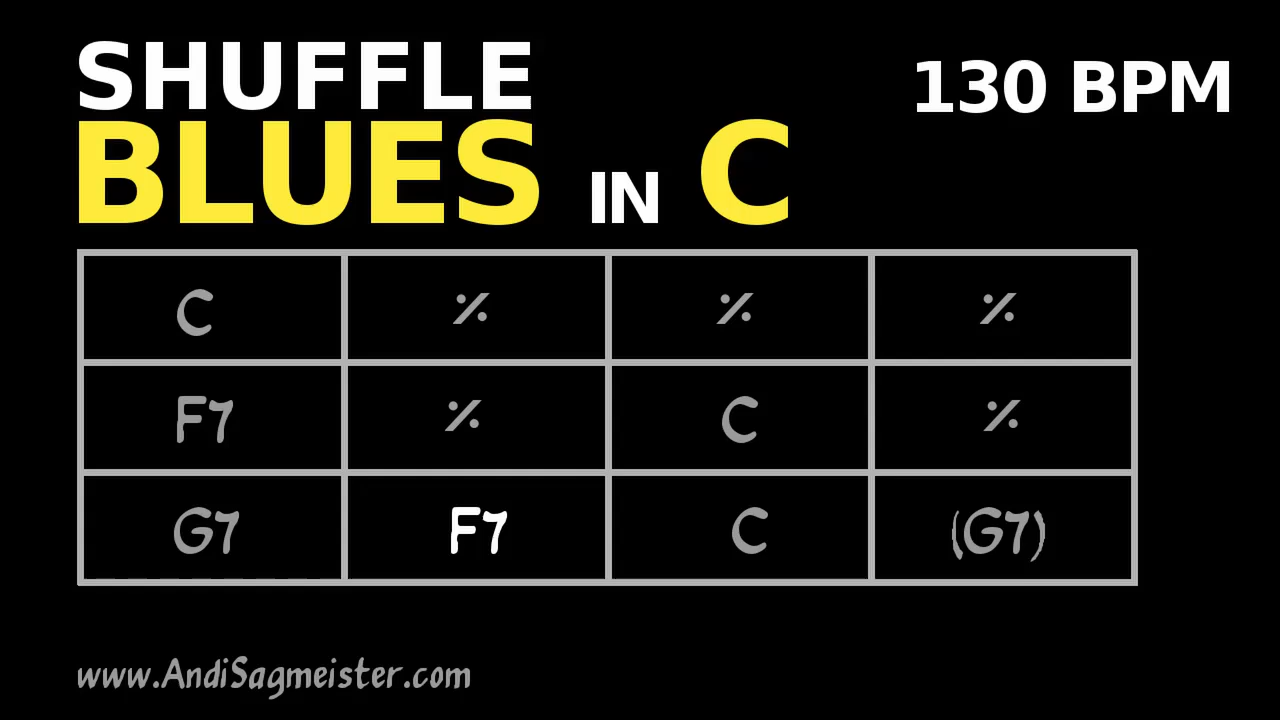 SHUFFLE
130 BPM
BLUES IN C
C ٪ ٪ ٪
F7 ٪ C ٪
G7 F7 C (G7)
www.AndiSagmeister.com